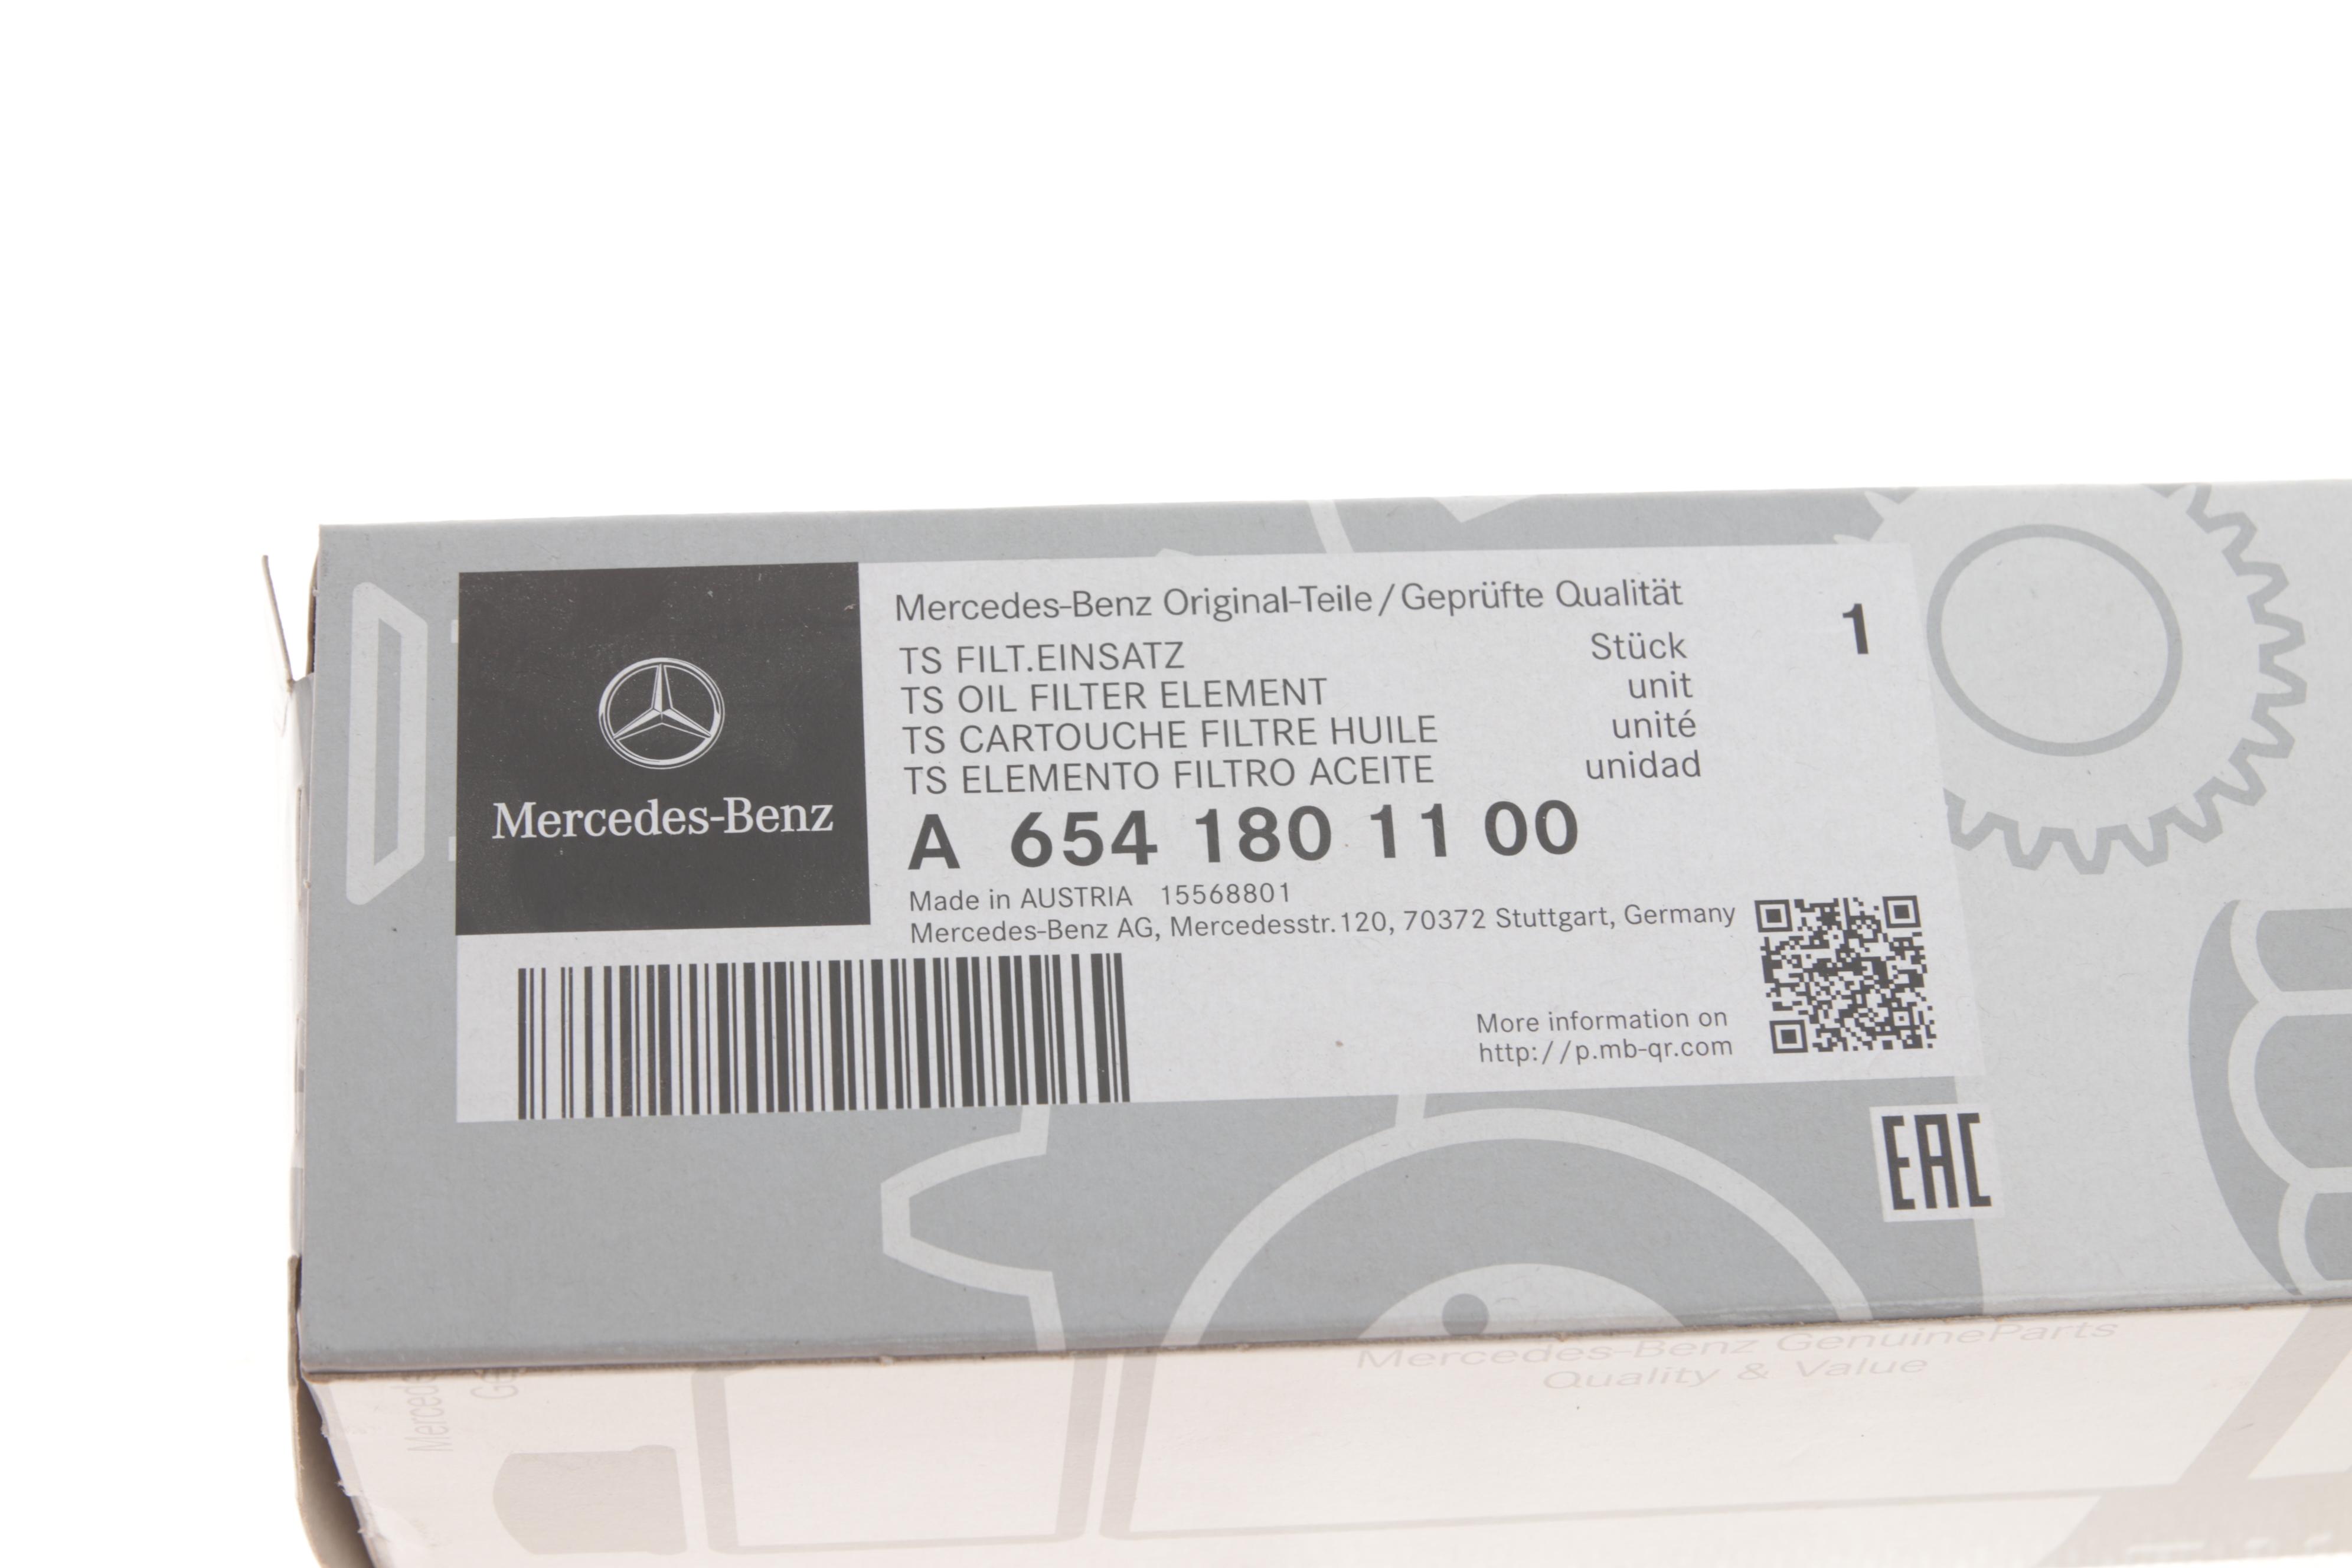 Mercedes-Benz
Mercedes-Benz Original-Teile/Geprüfte Qualität
TS FILT.EINSATZ Stück 1
TS OIL FILTER ELEMENT unit
TS CARTOUCHE FILTRE HUILE unité
TS ELEMENTO FILTRO ACEITE unidad
A 654 180 11 00
Made in AUSTRIA 15568801
Mercedes-Benz AG, Mercedesstr.120, 70372 Stuttgart, Germany
More information on
http://p.mb-qr.com
EAC
Mercedes-Benz GenuineParts
Quality & Value